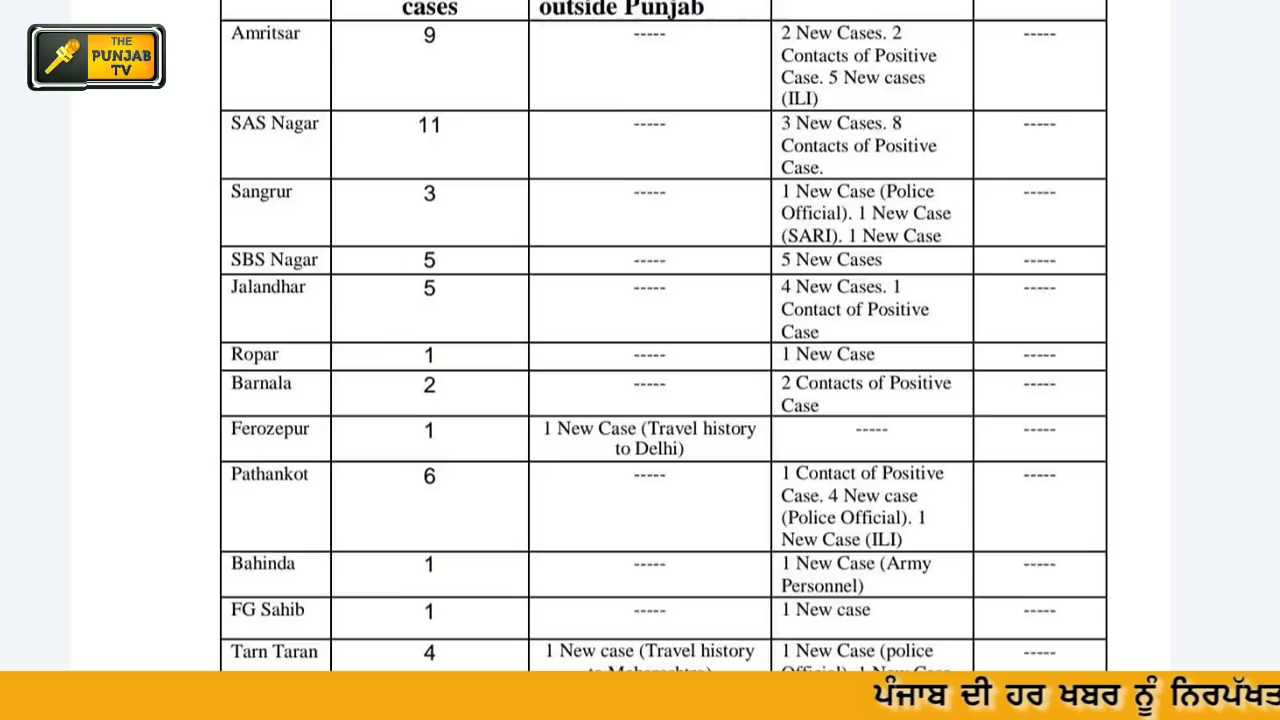 THE
PUNJAB
TV
cases
outside Punjab
Amritsar
9
-----
2 New Cases. 2
Contacts of Positive
Case. 5 New cases
(ILI)
-----
SAS Nagar
11
-----
3 New Cases. 8
Contacts of Positive
Case.
-----
Sangrur
3
-----
1 New Case (Police
Official). 1 New Case
(SARI). 1 New Case
-----
SBS Nagar
5
-----
5 New Cases
-----
Jalandhar
5
-----
4 New Cases. 1
Contact of Positive
Case
-----
Ropar
1
-----
1 New Case
-----
Barnala
2
-----
2 Contacts of Positive
Case
-----
Ferozepur
1
1 New Case (Travel history
to Delhi)
-----
-----
Pathankot
6
-----
1 Contact of Positive
Case. 4 New case
(Police Official). 1
New Case (ILI)
-----
Bahinda
1
-----
1 New Case (Army
Personnel)
-----
FG Sahib
1
-----
1 New case
-----
Tarn Taran
4
1 New case (Travel history
1 New Case (police
-----
ਪੰਜਾਬ ਦੀ ਹਰ ਖਬਰ ਨੂੰ ਨਿਰਪੱਖਤ